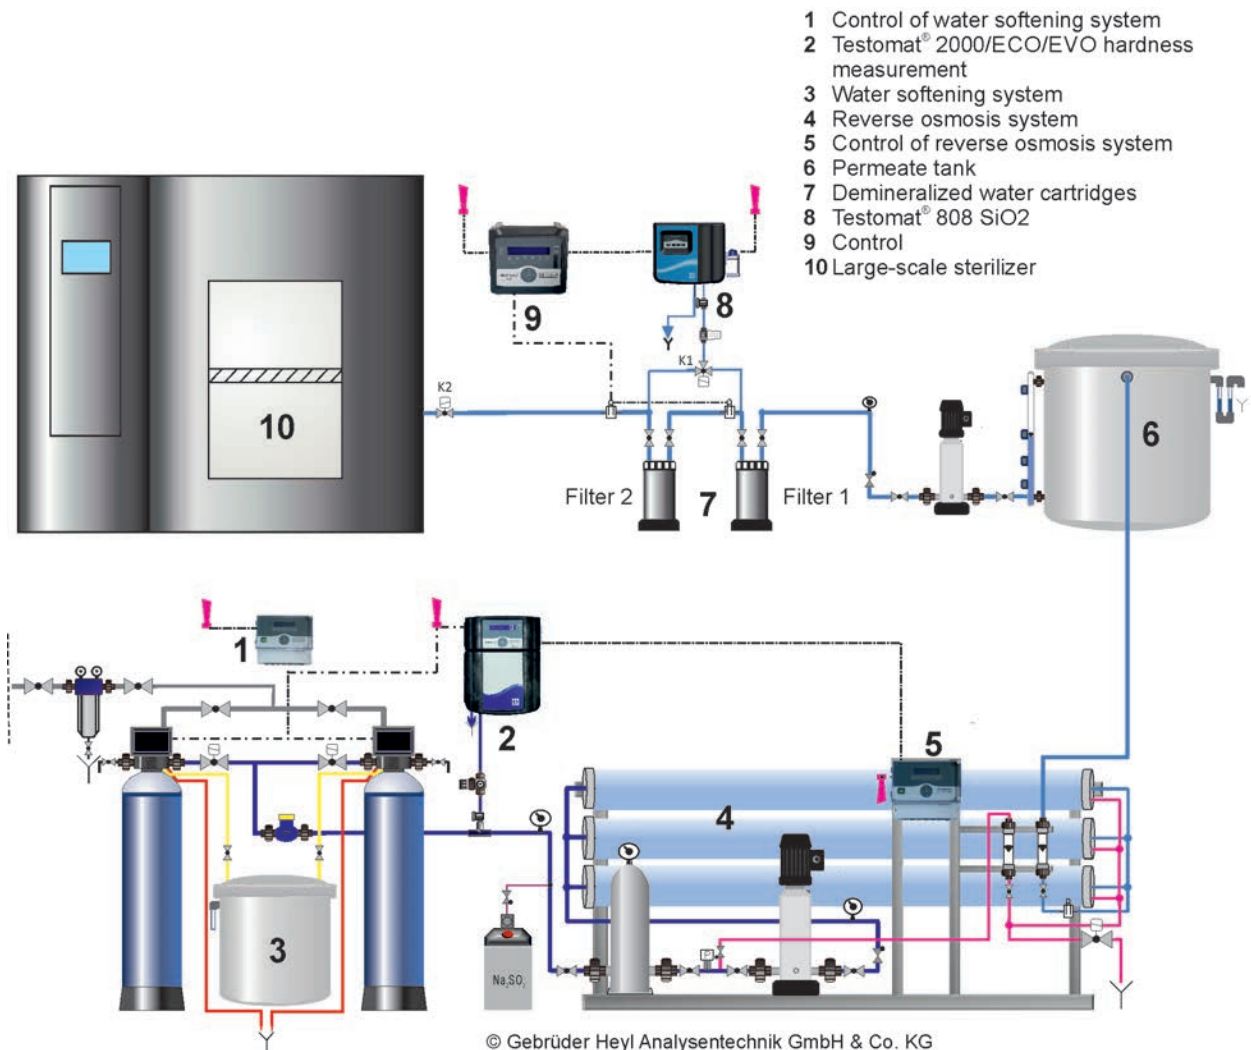 1 Control of water softening system
2 Testomat® 2000/ECO/EVO hardness
measurement
3 Water softening system
4 Reverse osmosis system
5 Control of reverse osmosis system
6 Permeate tank
7 Demineralized water cartridges
8 Testomat® 808 SiO2
9 Control
10 Large-scale sterilizer
9
8
K1
K2
10
6
Filter 2
7
Filter 1
1
2
5
4
3
P
© Gebrüder Heyl Analysentechnik GmbH & Co. KG